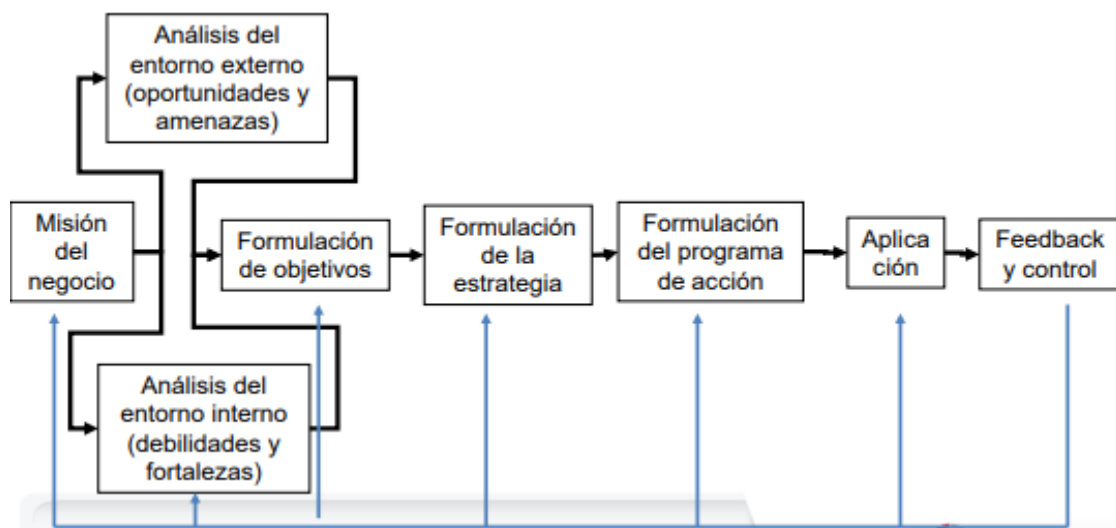 Análisis del
entorno externo
(oportunidades y
amenazas)
Misión
del
negocio
Formulación
de objetivos
Formulación
de la
estrategia
Formulación
del programa
de acción
Aplica
ción
Feedback
y control
Análisis del
entorno interno
(debilidades y
fortalezas)